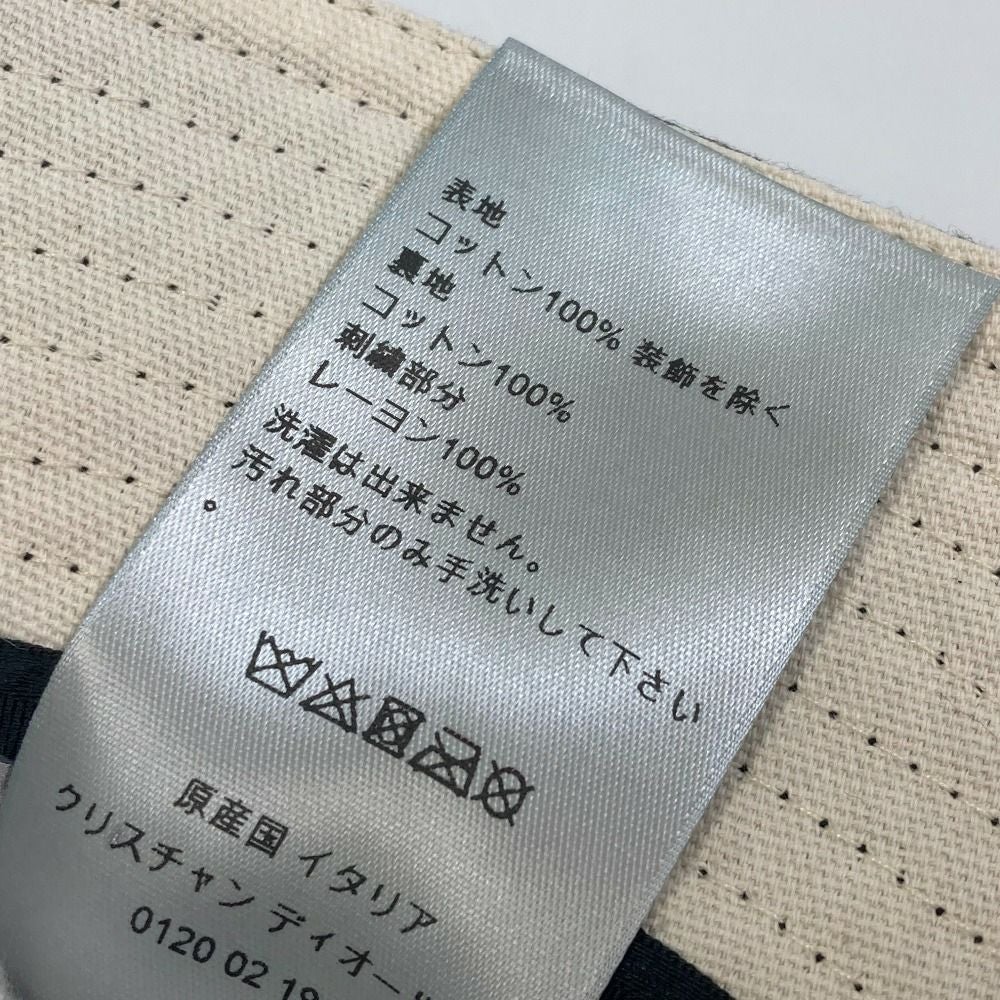 表地
コットン100% 装飾を除く
裏地
コットン100%
刺繍部分
レーヨン100%
洗濯は出来ません。
汚れ部分のみ手洗いして下さい
。
原産国 イタリア
クリスチャン ディオー
0120 02